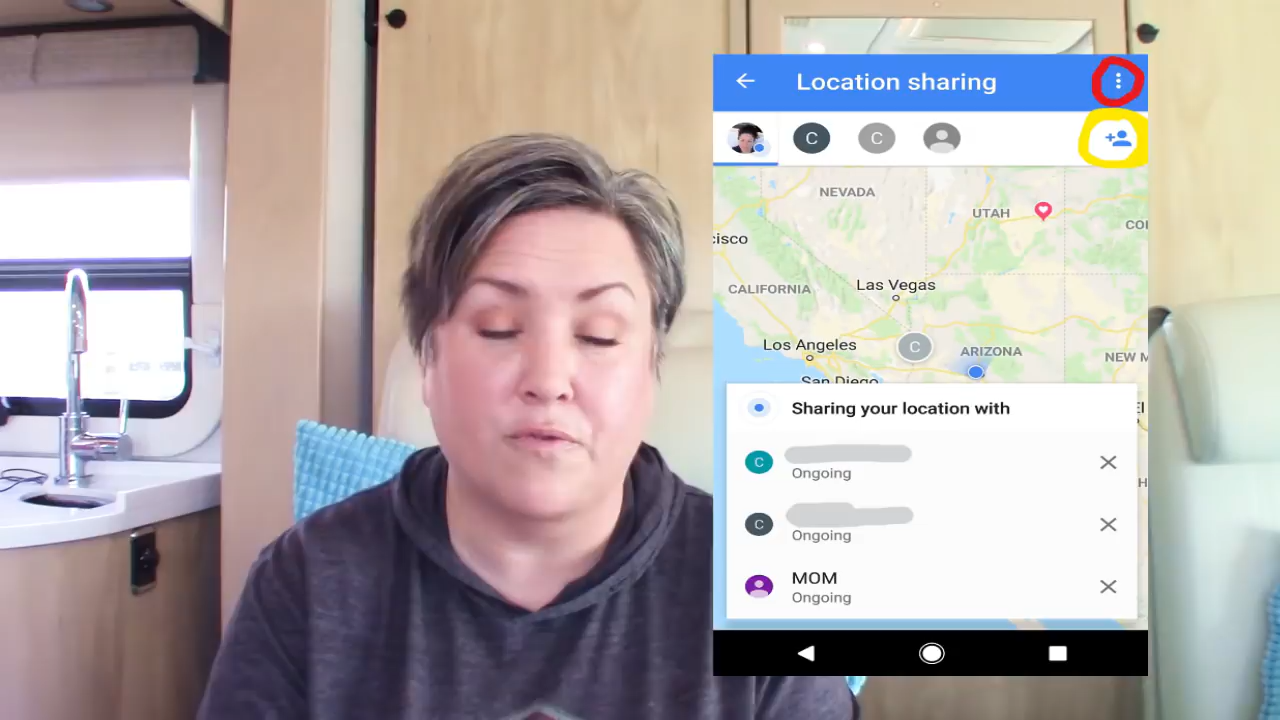 Location sharing
C
C
NEVADA
UTAH
COI
cisco
Las Vegas
CALIFORNIA
C
Los Angeles
ARIZONA
NEW M
San Diego
Sharing your location with
C
Ongoing
C
Ongoing
MOM
Ongoing